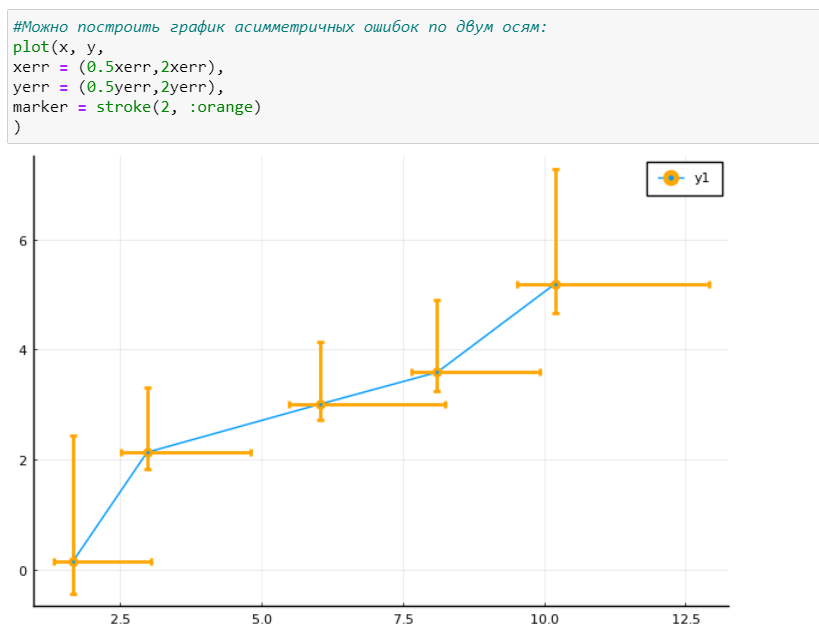 #Можно построить график асимметричных ошибок по двум осям:
plot(x, y,
xerr = (0.5xerr,2xerr),
yerr = (0.5yerr,2yerr),
marker = stroke(2, :orange)
)
y1
6
4
2
0
2.5 5.0 7.5 10.0 12.5